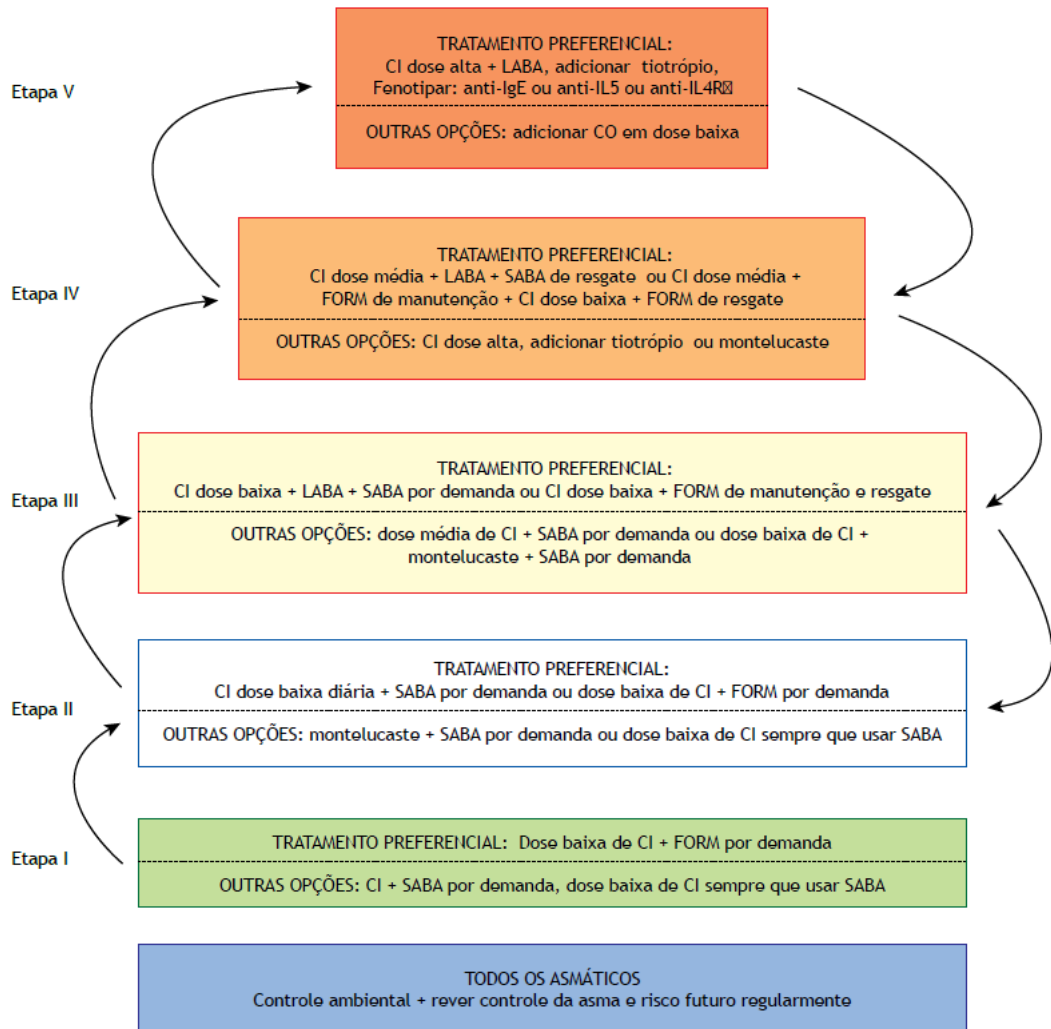 Etapa V
TRATAMENTO PREFERENCIAL:
CI dose alta + LABA, adicionar tiotrópio,
Fenotipar: anti-IgE ou anti-IL5 ou anti-IL4R
OUTRAS OPÇÕES: adicionar CO em dose baixa
Etapa IV
TRATAMENTO PREFERENCIAL:
CI dose média + LABA + SABA de resgate ou CI dose média +
FORM de manutenção + CI dose baixa + FORM de resgate
OUTRAS OPÇÕES: CI dose alta, adicionar tiotrópio ou montelucaste
Etapa III
TRATAMENTO PREFERENCIAL:
CI dose baixa + LABA + SABA por demanda ou CI dose baixa + FORM de manutenção e resgate
OUTRAS OPÇÕES: dose média de CI + SABA por demanda ou dose baixa de CI +
montelucaste + SABA por demanda
Etapa II
TRATAMENTO PREFERENCIAL:
CI dose baixa diária + SABA por demanda ou dose baixa de CI + FORM por demanda
OUTRAS OPÇÕES: montelucaste + SABA por demanda ou dose baixa de CI sempre que usar SABA
Etapa I
TRATAMENTO PREFERENCIAL: Dose baixa de CI + FORM por demanda
OUTRAS OPÇÕES: CI + SABA por demanda, dose baixa de CI sempre que usar SABA
TODOS OS ASMÁTICOS
Controle ambiental + rever controle da asma e risco futuro regularmente